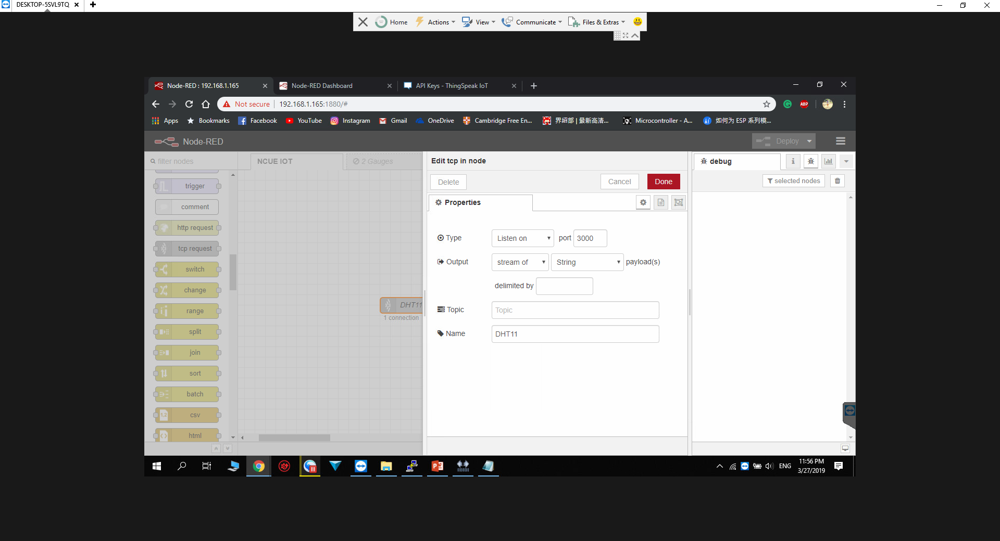 DESKTOP-5SVL9TQ
Home Actions View Communicate Files & Extras
Node-RED : 192.168.1.165 Node-RED Dashboard API Keys - ThingSpeak IoT
Not secure 192.168.1.165:1880/#
ABP
Apps Bookmarks Facebook YouTube Instagram Gmail OneDrive Cambridge Free En... 界紹部 | 最新高清... Microcontroller - A... 如何为 ESP 系列模...
Node-RED Deploy
filter nodes NCUE IOT 2 Gauges
trigger
comment
http request
tcp request
switch
change
range
split
join
sort
batch
csv
html
DHT11
1 connection
Edit tcp in node
Delete Cancel Done
Properties
Type Listen on port 3000
Output stream of String payload(s)
delimited by
Topic Topic
Name DHT11
debug
selected nodes
ENG 11:56 PM
3/27/2019